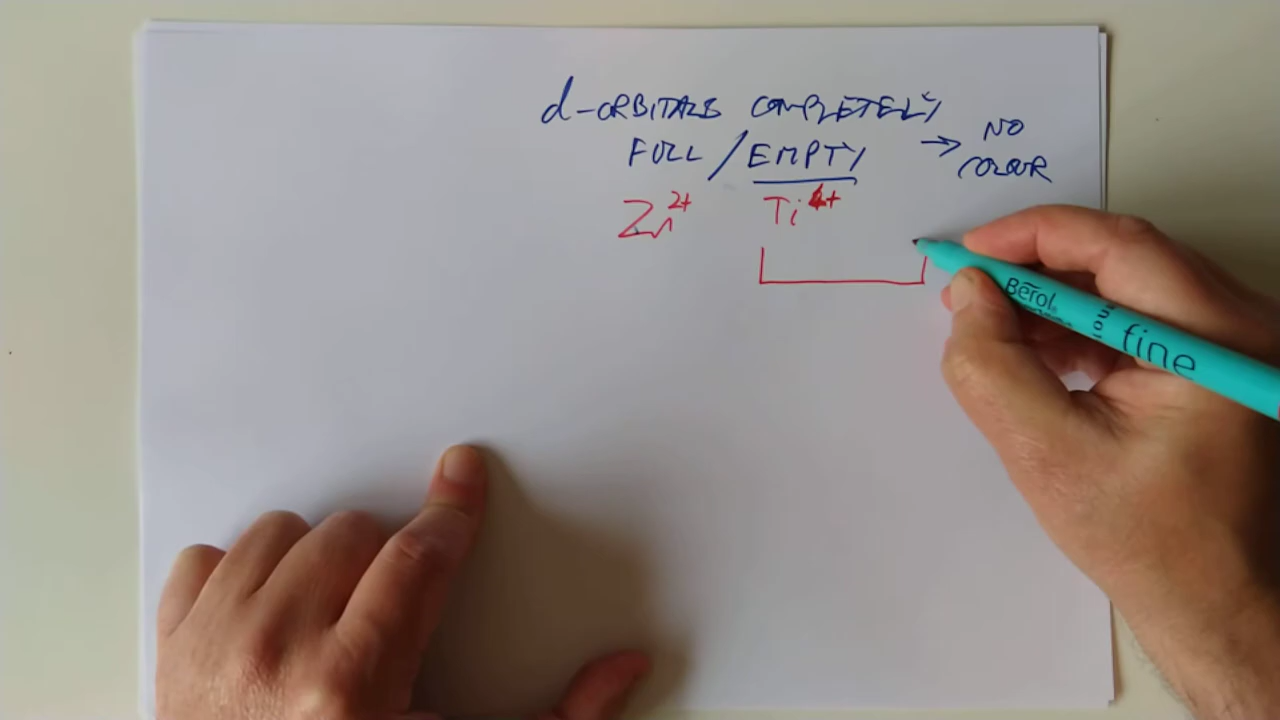 d-ORBITALS COMPLETELY
FULL / EMPTY → NO COLOUR
Zn²⁺ Ti⁴⁺
Berol
fine